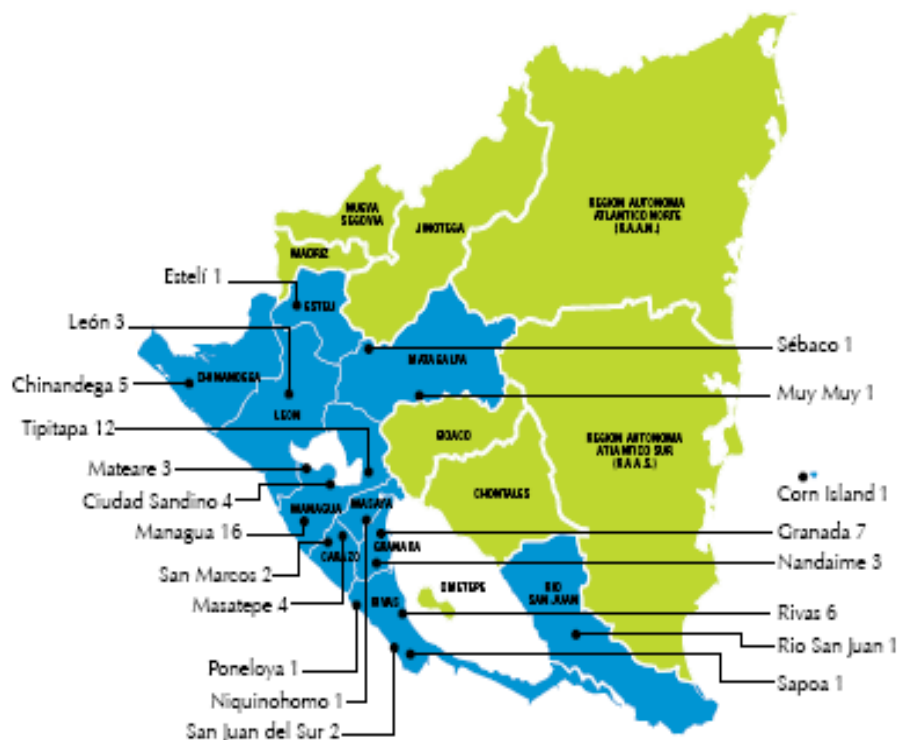 NUEVA
SEGOVIA
JINOTEGA
REGION AUTONOMA
ATLANTICO NORTE
(R.A.A.N.)
MADRIZ
Estelí 1
ESTELI
León 3
Sébaco 1
MATAGALPA
CHINANDEGA
Chinandega 5
Muy Muy 1
LEON
Tipitapa 12
BOACO
REGION AUTONOMA
ATLANTICO SUR
(R.A.A.S.)
Mateare 3
CHONTALES
Corn Island 1
Ciudad Sandino 4
MANAGUA
MASAYA
Managua 16
Granada 7
GRANADA
CARAZO
Nandaime 3
San Marcos 2
OMETEPE
RIO
SAN JUAN
Masatepe 4
RIVAS
Rivas 6
Rio San Juan 1
Poneloya 1
Sapoa 1
Niquinohomo 1
San Juan del Sur 2